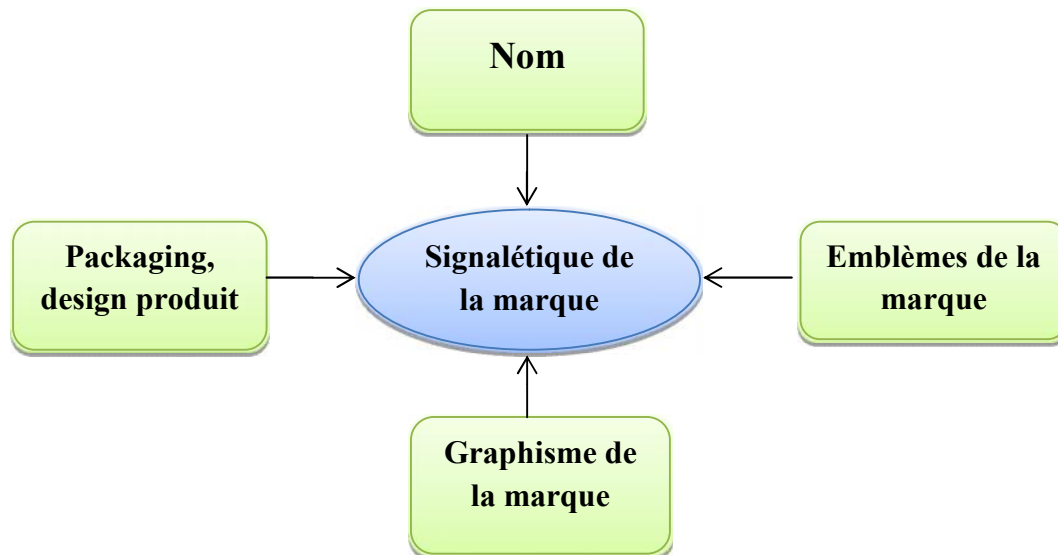 Nom
Packaging,
design produit
Signalétique de
la marque
Emblèmes de la
marque
Graphisme de
la marque